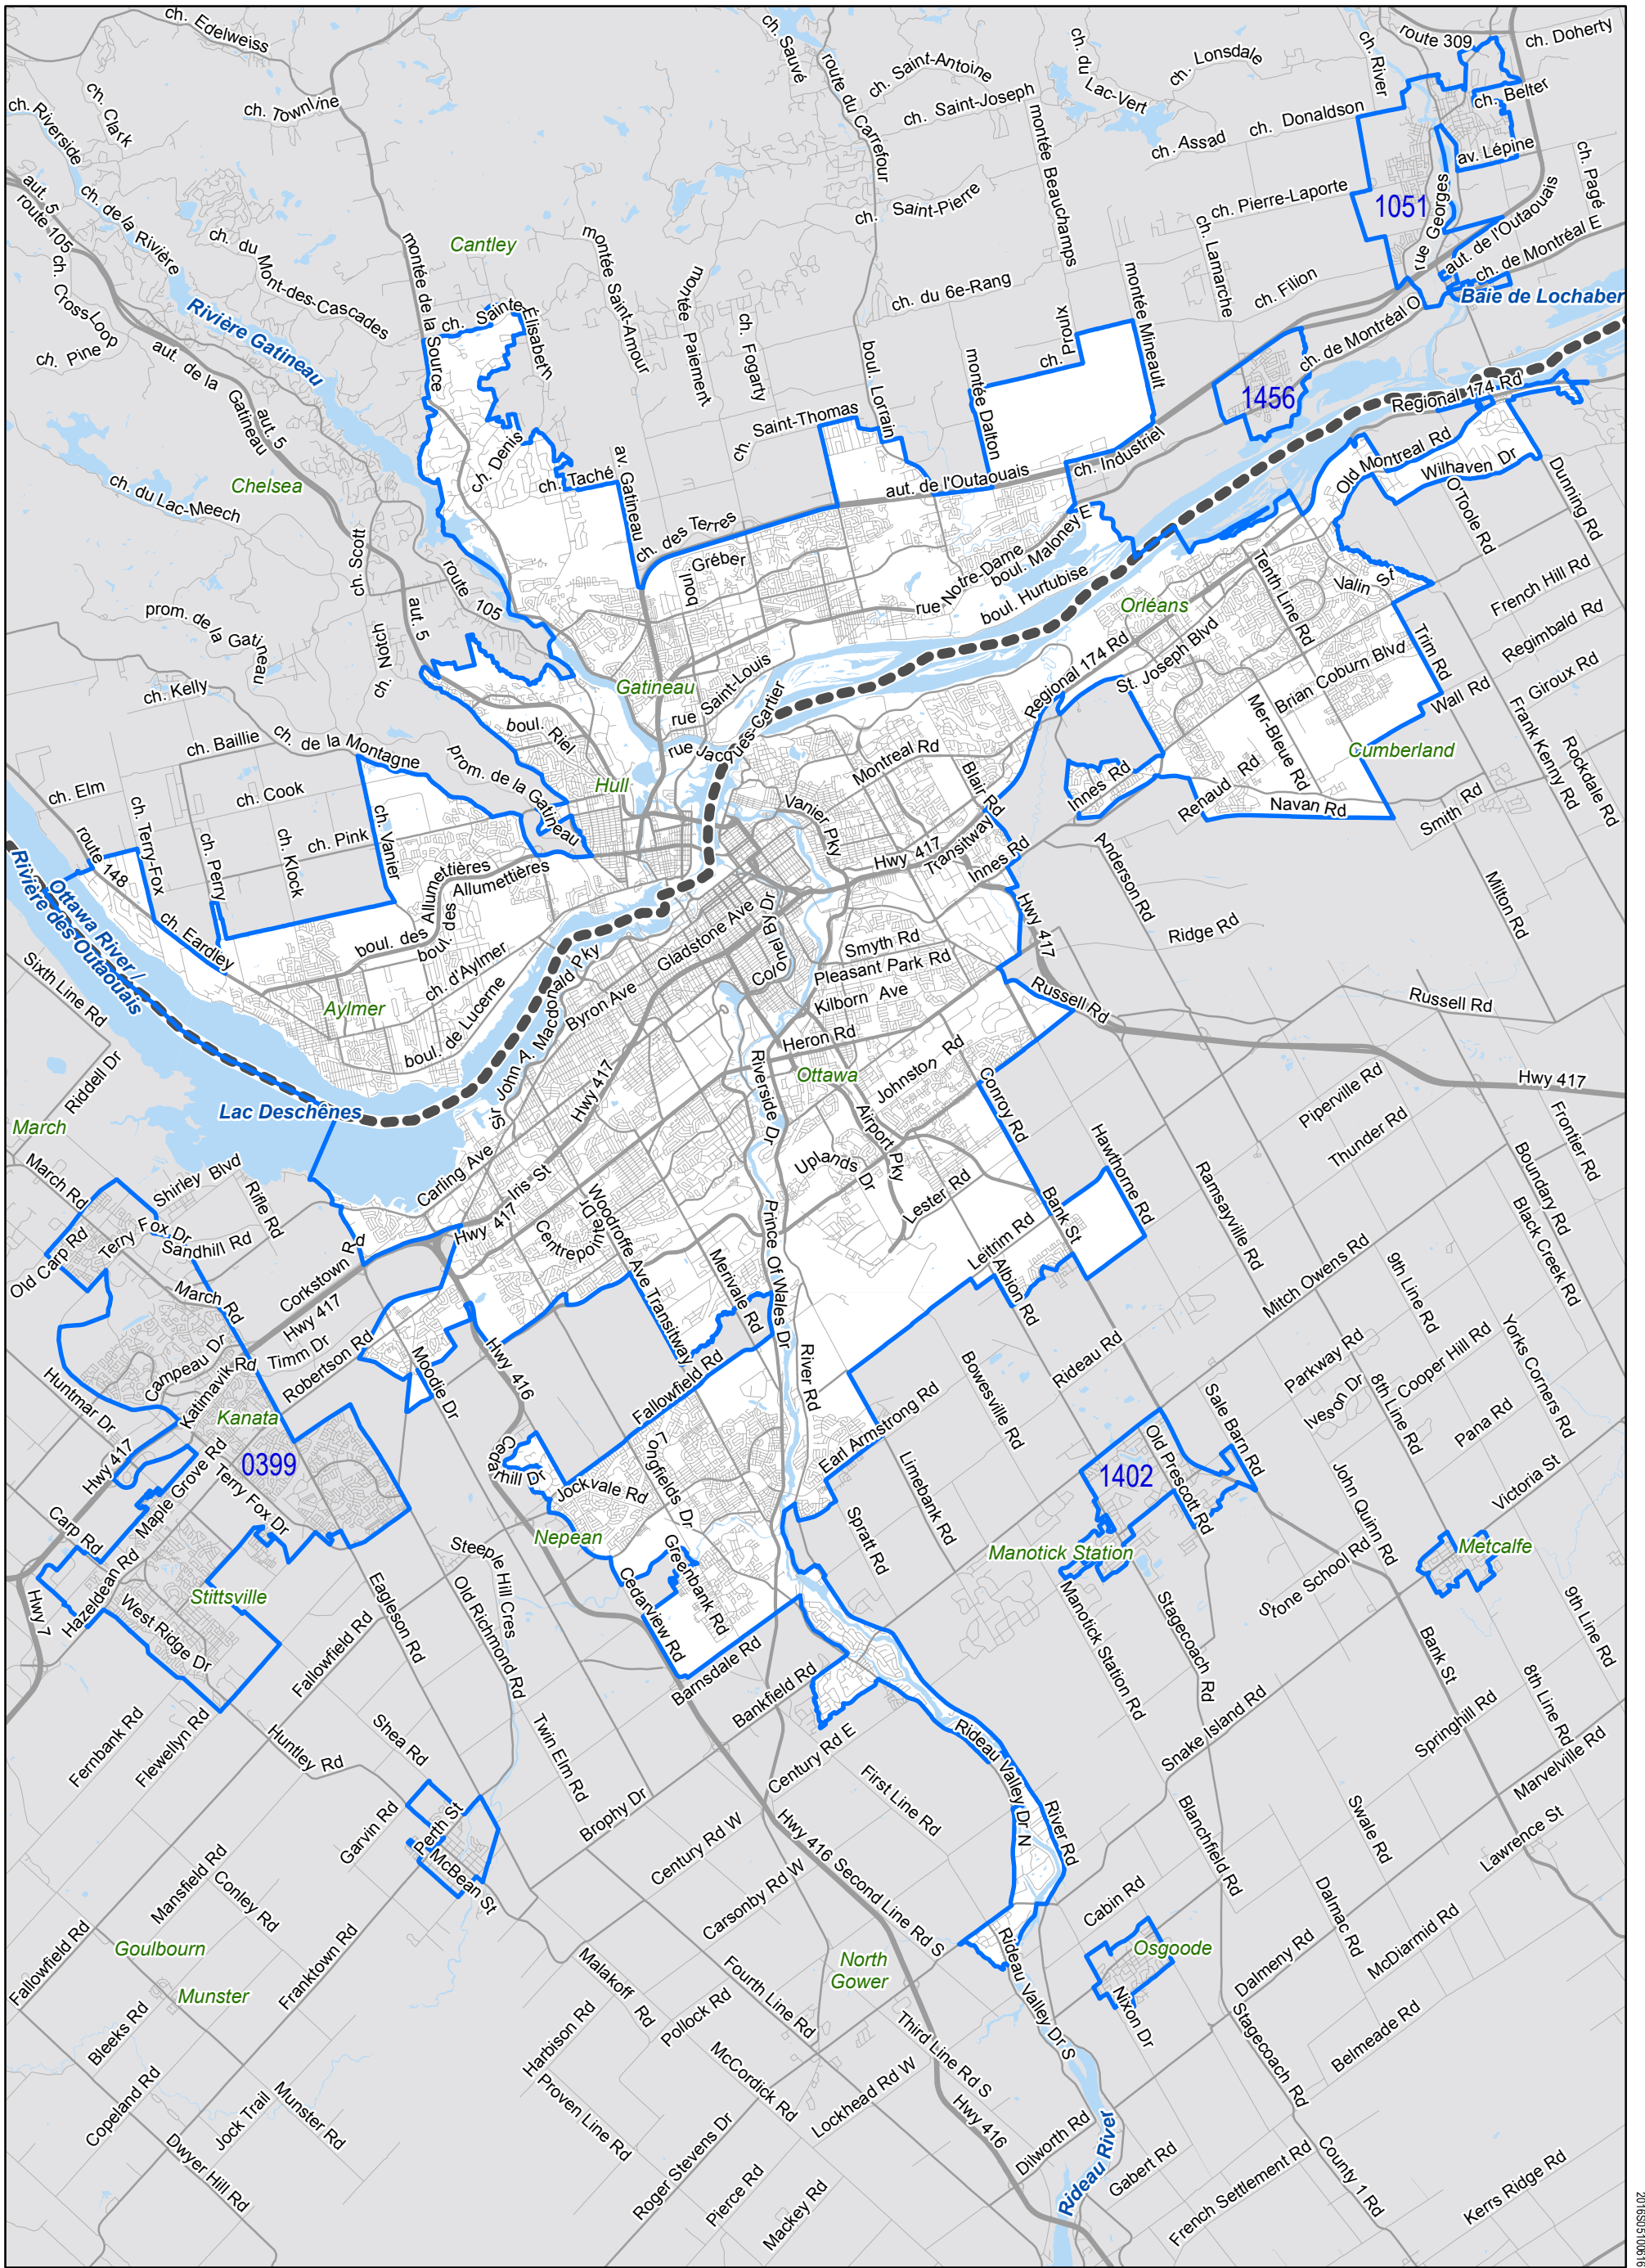 ch. Edelweiss
ch. Sauvé
route du Carrefour
ch. Saint-Antoine
ch. Saint-Joseph
ch. du Lac-Vert
ch. Lonsdale
ch. River
route 309
ch. Doherty
ch. Riverside
ch. Clark
ch. Townline
montée Beauchamps
ch. Assad
ch. Donaldson
ch. Belter
av. Lépine
ch. Pagé
aut. 5
route 105
ch. de la Rivière
ch. du Mont-des-Cascades
Cantley
montée de la Source
montée Saint-Amour
montée Paiement
ch. Saint-Pierre
ch. Pierre-Laporte
1051
rue Georges
aut. de l'Outaouais
ch. de Montréal E
ch. Cross Loop
ch. Pine
Rivière Gatineau
aut. de la Gatineau
aut. 5
ch. Sainte-Élisabeth
ch. Fogarty
ch. du 6e-Rang
boul. Lorrain
ch. Proulx
montée Mineault
ch. Lamarche
ch. Filion
ch. de Montréal O
Baie de Lochaber
1456
Regional 174 Rd
montée Dalton
ch. Saint-Thomas
ch. Denis
ch. Taché
av. Gatineau
ch. des Terres
aut. de l'Outaouais
ch. Industriel
Old Montreal Rd
Wilhaven Dr
O'Toole Rd
Dunning Rd
Chelsea
ch. du Lac-Meech
ch. Scott
aut. 5
route 105
prom. de la Gatineau
ch. Notch
boul. Gréber
rue Notre-Dame
boul. Maloney E
boul. Hurtubise
Orléans
Tenth Line Rd
Valin St
French Hill Rd
Regimbald Rd
Giroux Rd
Trim Rd
Wall Rd
Frank Kenny Rd
Rockdale Rd
ch. Kelly
Gatineau
rue Saint-Louis
rue Jacques-Cartier
Regional 174 Rd
St. Joseph Blvd
Brian Coburn Blvd
Mer-Bleue Rd
Cumberland
ch. Baillie
ch. de la Montagne
boul. Riel
prom. de la Gatineau
Hull
Montreal Rd
Blair Rd
Vanier Pky
Innes Rd
Renaud Rd
Navan Rd
Smith Rd
ch. Elm
ch. Terry-Fox
route 148
ch. Cook
ch. Perry
ch. Klock
ch. Pink
ch. Vanier
boul. des Allumettières
boul. des Allumettières
Hwy 417
Transitway
Innes Rd
Anderson Rd
Milton Rd
Ottawa River /
Rivière des Outaouais
ch. Eardley
Aylmer
ch. d'Aylmer
boul. de Lucerne
Gladstone Ave
Colonel By Dr
Smyth Rd
Pleasant Park Rd
Kilborn Ave
Hwy 417
Ridge Rd
Russell Rd
Russell Rd
Sixth Line Rd
Riddell Dr
March
Lac Deschênes
Sir John A. Macdonald Pky
Byron Ave
Hwy 417
Heron Rd
Riverside Dr
Ottawa
Johnston Rd
Airport Pky
Conroy Rd
Hawthorne Rd
Piperville Rd
Thunder Rd
Hwy 417
Frontier Rd
Boundary Rd
Black Creek Rd
March Rd
Shirley Blvd
Rifle Rd
Carling Ave
Iris St
Hwy 417
Centrepointe Dr
Woodroffe Ave
Transitway
Uplands Dr
Lester Rd
Prince Of Wales Dr
Leitrim Rd
Bank St
Albion Rd
Ramsayville Rd
Mitch Owens Rd
Old Carp Rd
Terry Fox Dr
Sandhill Rd
Corkstown Rd
March Rd
Hwy 417
Campeau Dr
Timm Dr
Robertson Rd
Katimavik Rd
Kanata
Moodie Dr
Hwy 416
Merivale Rd
Fallowfield Rd
River Rd
Earl Armstrong Rd
Bowesville Rd
Rideau Rd
9th Line Rd
Parkway Rd
Iveson Dr
8th Line Rd
Cooper Hill Rd
Yorks Corners Rd
Pana Rd
Victoria St
Huntmar Dr
Hwy 417
0399
Maple Grove Rd
Terry Fox Dr
Carp Rd
Hwy 7
Hazeldean Rd
Stittsville
West Ridge Dr
Cedarhill Dr
Jockvale Rd
Longfields Dr
Nepean
Greenbank Rd
Cedarview Rd
Barnsdale Rd
Spratt Rd
Limebank Rd
1402
Old Prescott Rd
Sale Barn Rd
John Quinn Rd
Manotick Station
Metcalfe
Stone School Rd
Manotick Station Rd
Stagecoach Rd
Bank St
9th Line Rd
8th Line Rd
Springhill Rd
Marvelville Rd
Steeple Hill Cres
Old Richmond Rd
Eagleson Rd
Fallowfield Rd
Twin Elm Rd
Fernbank Rd
Flewellyn Rd
Huntley Rd
Shea Rd
Bankfield Rd
Century Rd E
First Line Rd
Rideau Valley Dr N
River Rd
Snake Island Rd
Blanchfield Rd
Swale Rd
Lawrence St
Garvin Rd
Perth St
McBean St
Brophy Dr
Century Rd W
Carsonby Rd W
Hwy 416
Second Line Rd S
Cabin Rd
Dalmac Rd
McDiarmid Rd
Mansfield Rd
Conley Rd
Franktown Rd
Fallowfield Rd
Goulbourn
Munster
Bleeks Rd
Copeland Rd
Jock Trail
Munster Rd
Dwyer Hill Rd
Malakoff Rd
Harbison Rd
Pollock Rd
Fourth Line Rd
North
Gower
Proven Line Rd
McCordick Rd
Lockhead Rd W
Third Line Rd S
Roger Stevens Dr
Pierce Rd
Mackey Rd
Hwy 416
Rideau Valley Dr S
Osgoode
Nixon Dr
Dalmeny Rd
Stagecoach Rd
Belmeade Rd
Dilworth Rd
Rideau River
Gabert Rd
French Settlement Rd
County 1 Rd
Kerrs Ridge Rd
2016S05100616